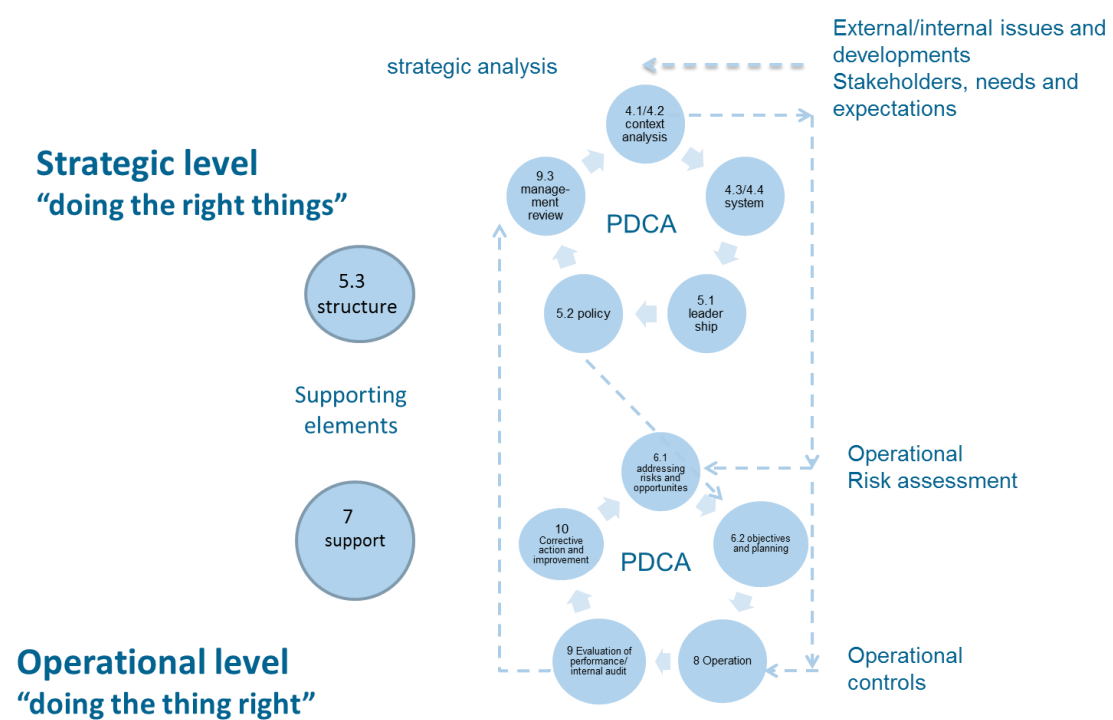 External/internal issues and
developments
Stakeholders, needs and
expectations
strategic analysis
4.1/4.2
context
analysis
Strategic level
“doing the right things”
9.3
manage-
ment
review
4.3/4.4
system
PDCA
5.3
structure
5.2 policy
5.1
leader
ship
Supporting
elements
6.1
addressing
risks and
opportunites
Operational
Risk assessment
7
support
10
Corrective
action and
improvement
6.2 objectives
and planning
PDCA
Operational level
“doing the thing right”
9 Evaluation of
performance/
internal audit
8 Operation
Operational
controls